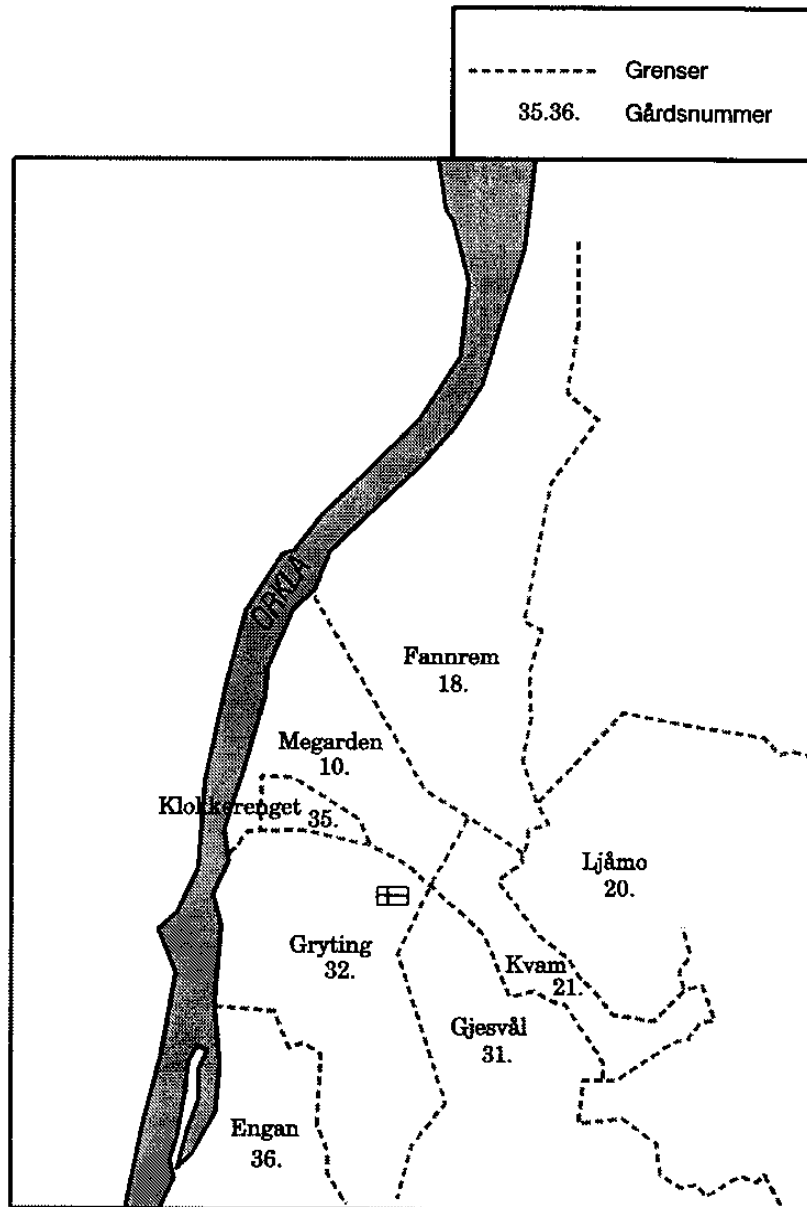 Grenser
35.36. Gårdsnummer
ORKLA
Fannrem
18.
Megarden
10.
Klokkerenget
35.
Ljåmo
20.
Gryting
32.
Kvam
21.
Gjesvål
31.
Engan
36.